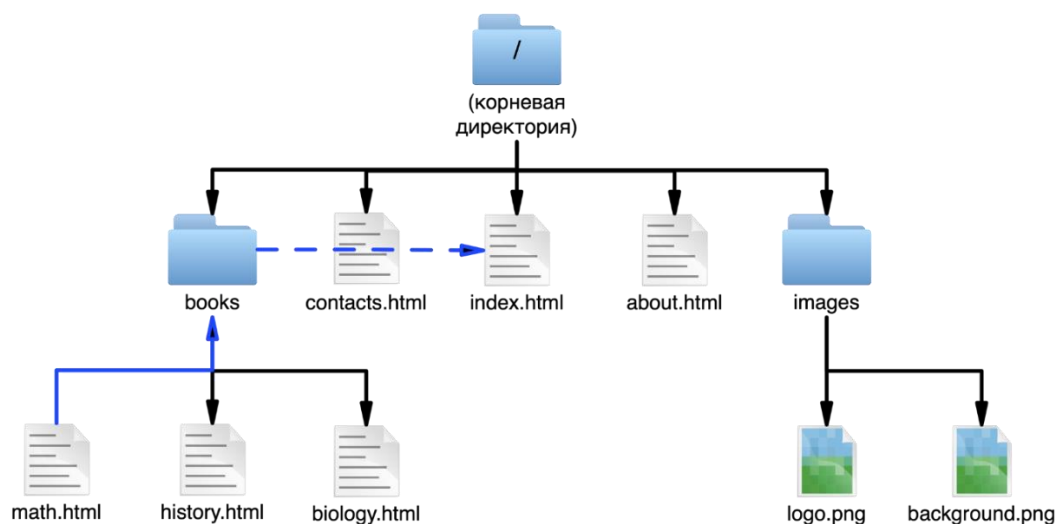 /
(корневая
директория)
books
contacts.html
index.html
about.html
images
math.html
history.html
biology.html
logo.png
background.png